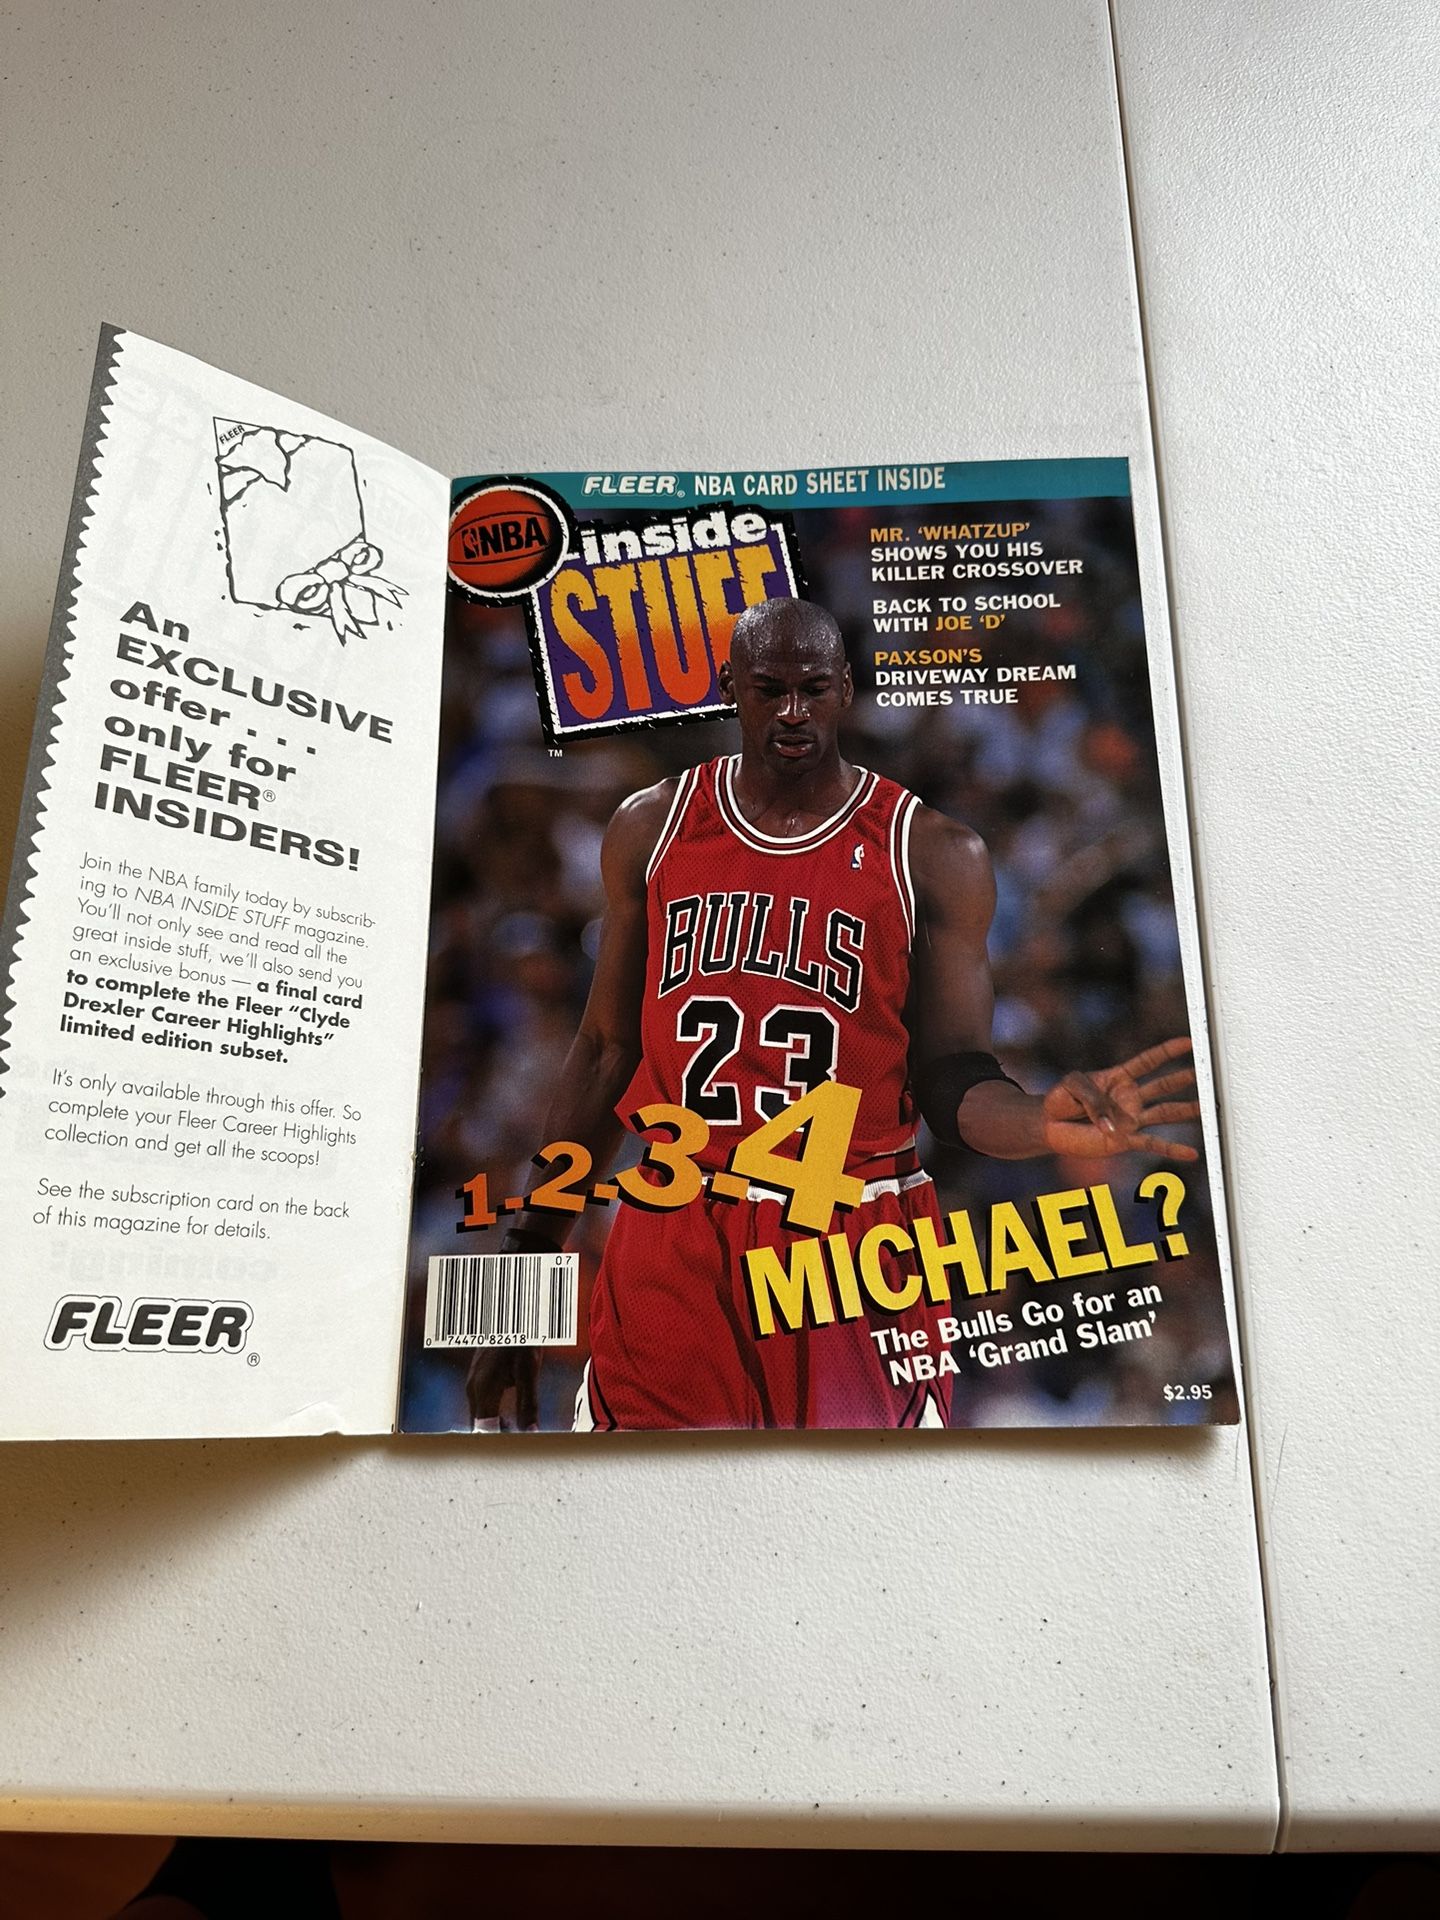 FLEER
An
EXCLUSIVE
offer . . .
only for
FLEER®
INSIDERS!
Join the NBA family today by subscrib-
ing to NBA INSIDE STUFF magazine.
You'll not only see and read all the
great inside stuff, we'll also send you
an exclusive bonus — a final card
to complete the Fleer "Clyde
Drexler Career Highlights"
limited edition subset.
It's only available through this offer. So
complete your Fleer Career Highlights
collection and get all the scoops!
See the subscription card on the back
of this magazine for details.
FLEER®
FLEER® NBA CARD SHEET INSIDE
NBA
inside
STUFF
TM
MR. 'WHATZUP'
SHOWS YOU HIS
KILLER CROSSOVER
BACK TO SCHOOL
WITH JOE 'D'
PAXSON'S
DRIVEWAY DREAM
COMES TRUE
BULLS
23
1.2.3.4
MICHAEL?
The Bulls Go for an
NBA 'Grand Slam'
07
0 74470 82618 7
$2.95